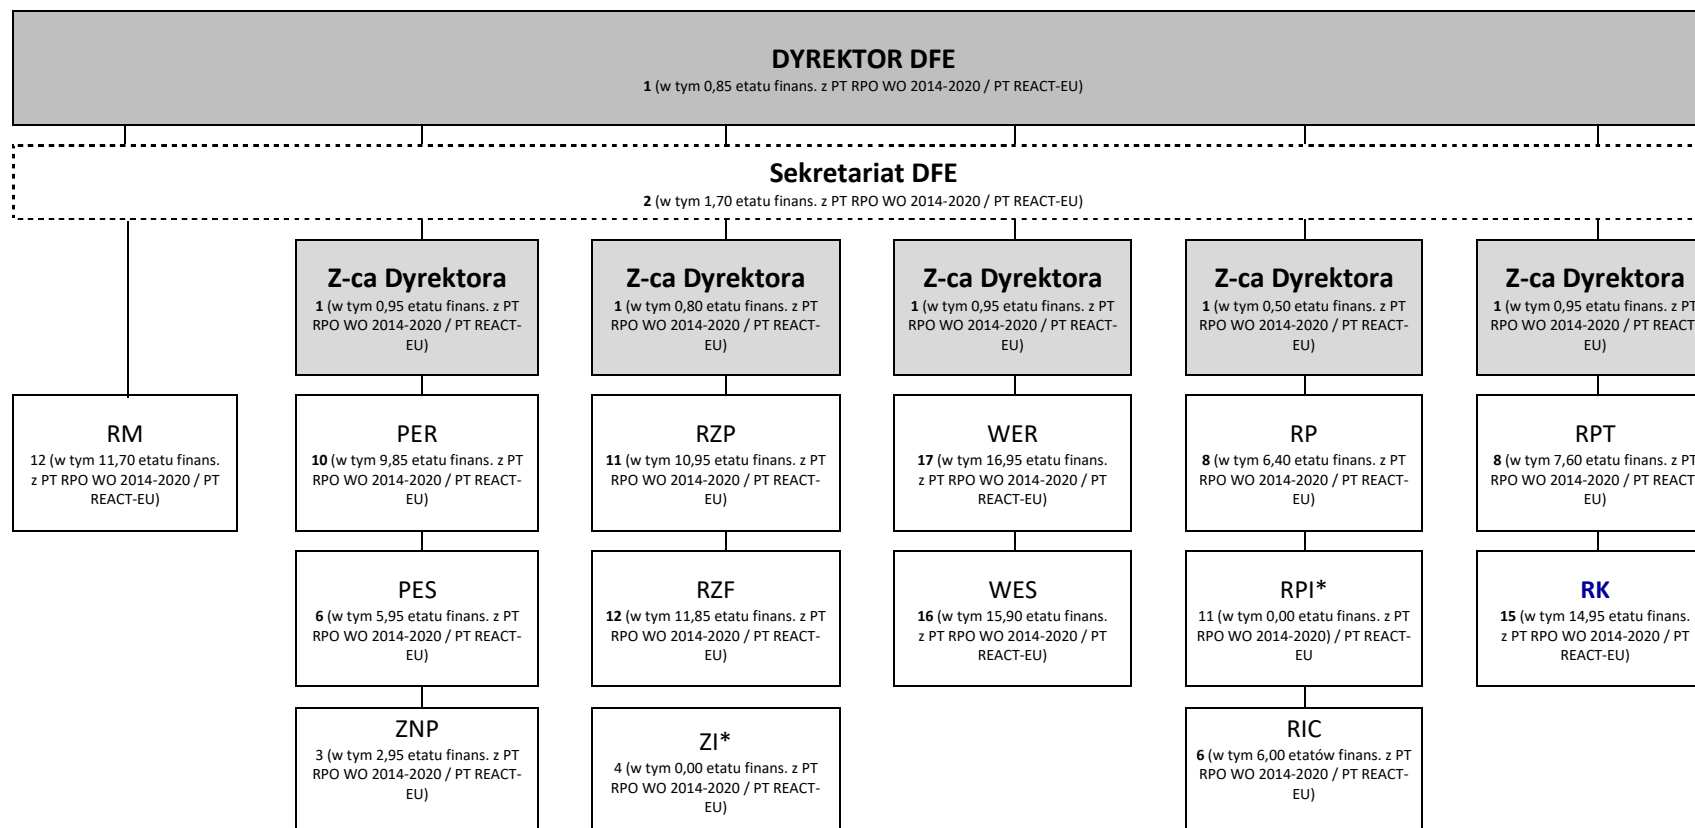 DYREKTOR DFE
1 (w tym 0,85 etatu finans. z PT RPO WO 2014-2020 / PT REACT-EU)
Sekretariat DFE
2 (w tym 1,70 etatu finans. z PT RPO WO 2014-2020 / PT REACT-EU)
Z-ca Dyrektora
1 (w tym 0,95 etatu finans. z PT
RPO WO 2014-2020 / PT REACT-
EU)
Z-ca Dyrektora
1 (w tym 0,80 etatu finans. z PT
RPO WO 2014-2020 / PT REACT-
EU)
Z-ca Dyrektora
1 (w tym 0,95 etatu finans. z PT
RPO WO 2014-2020 / PT REACT-
EU)
Z-ca Dyrektora
1 (w tym 0,50 etatu finans. z PT
RPO WO 2014-2020 / PT REACT-
EU)
Z-ca Dyrektora
1 (w tym 0,95 etatu finans. z PT
RPO WO 2014-2020 / PT REACT
EU)
RM
12 (w tym 11,70 etatu finans.
z PT RPO WO 2014-2020 / PT
REACT-EU)
PER
10 (w tym 9,85 etatu finans. z PT
RPO WO 2014-2020 / PT REACT-
EU)
RZP
11 (w tym 10,95 etatu finans. z PT
RPO WO 2014-2020 / PT REACT-
EU)
WER
17 (w tym 16,95 etatu finans.
z PT RPO WO 2014-2020 / PT
REACT-EU)
RP
8 (w tym 6,40 etatu finans. z PT
RPO WO 2014-2020 / PT REACT-
EU)
RPT
8 (w tym 7,60 etatu finans. z PT
RPO WO 2014-2020 / PT REACT
EU)
PES
6 (w tym 5,95 etatu finans. z PT
RPO WO 2014-2020 / PT REACT-
EU)
RZF
12 (w tym 11,85 etatu finans. z PT
RPO WO 2014-2020 / PT REACT-
EU)
WES
16 (w tym 15,90 etatu finans.
z PT RPO WO 2014-2020 / PT
REACT-EU)
RPI*
11 (w tym 0,00 etatu finans. z PT
RPO WO 2014-2020) / PT REACT-
EU
RK
15 (w tym 14,95 etatu finans.
z PT RPO WO 2014-2020 / PT
REACT-EU)
ZNP
3 (w tym 2,95 etatu finans. z PT
RPO WO 2014-2020 / PT REACT-
EU)
ZI*
4 (w tym 0,00 etatu finans. z PT
RPO WO 2014-2020 / PT REACT-
EU)
RIC
6 (w tym 6,00 etatów finans. z PT
RPO WO 2014-2020 / PT REACT-
EU)